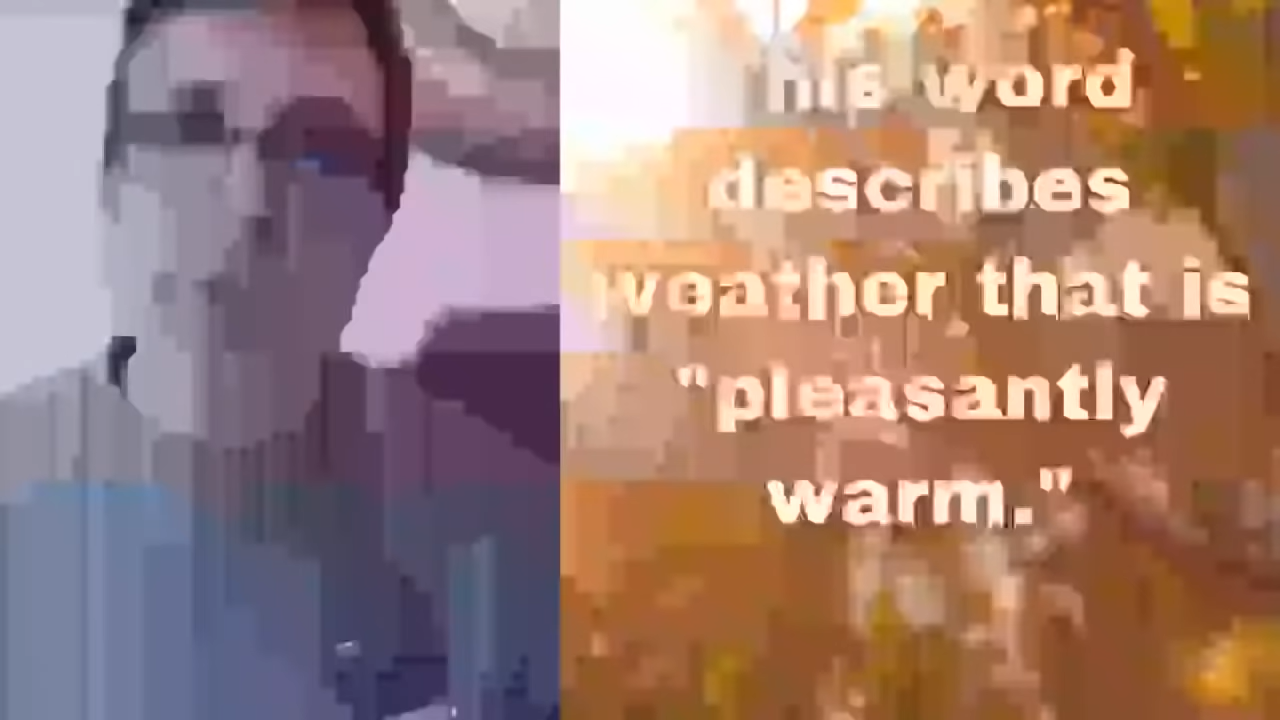 his word
describes
weather that is
"pleasantly
warm."